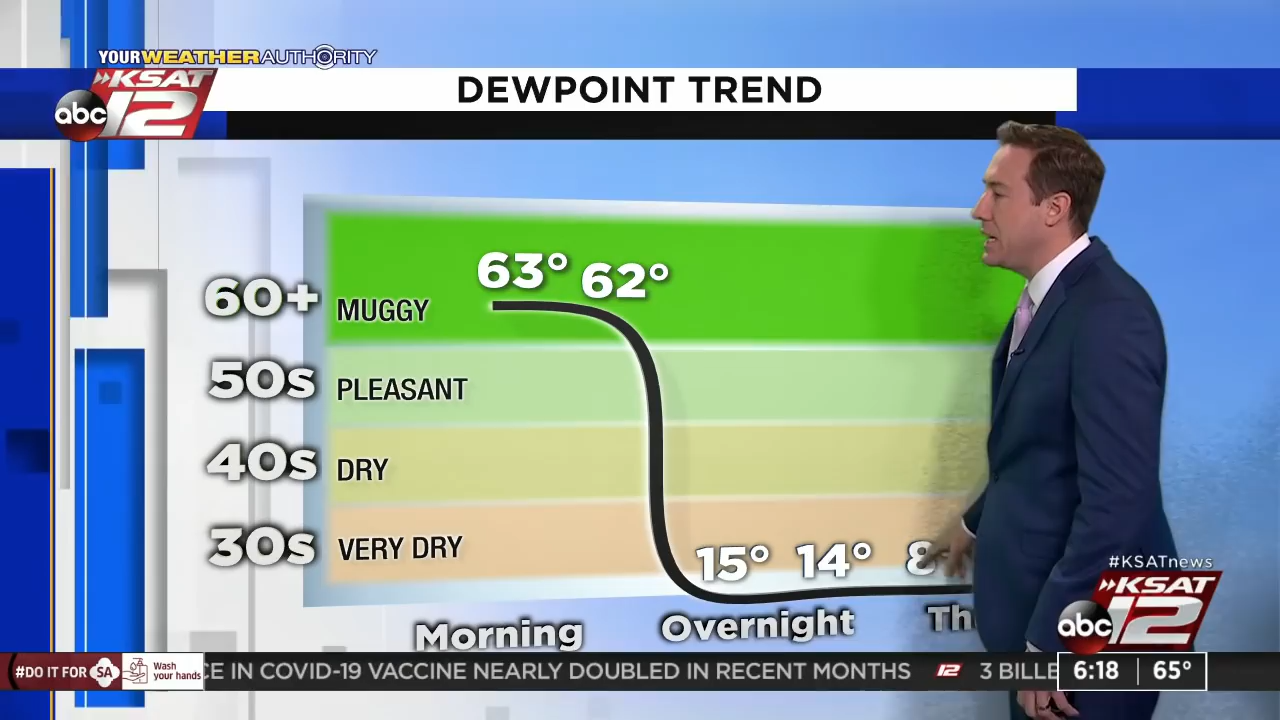 YOURWEATHERAUTHORITY
KSAT
abc 12
DEWPOINT TREND
63° 62°
60+ MUGGY
50s PLEASANT
40s DRY
30s VERY DRY
15° 14° 8
Morning Overnight Th
#KSATnews
KSAT
abc 12
#DO IT FOR SA Wash your hands CE IN COVID-19 VACCINE NEARLY DOUBLED IN RECENT MONTHS 12 3 BILLE 6:18 65°